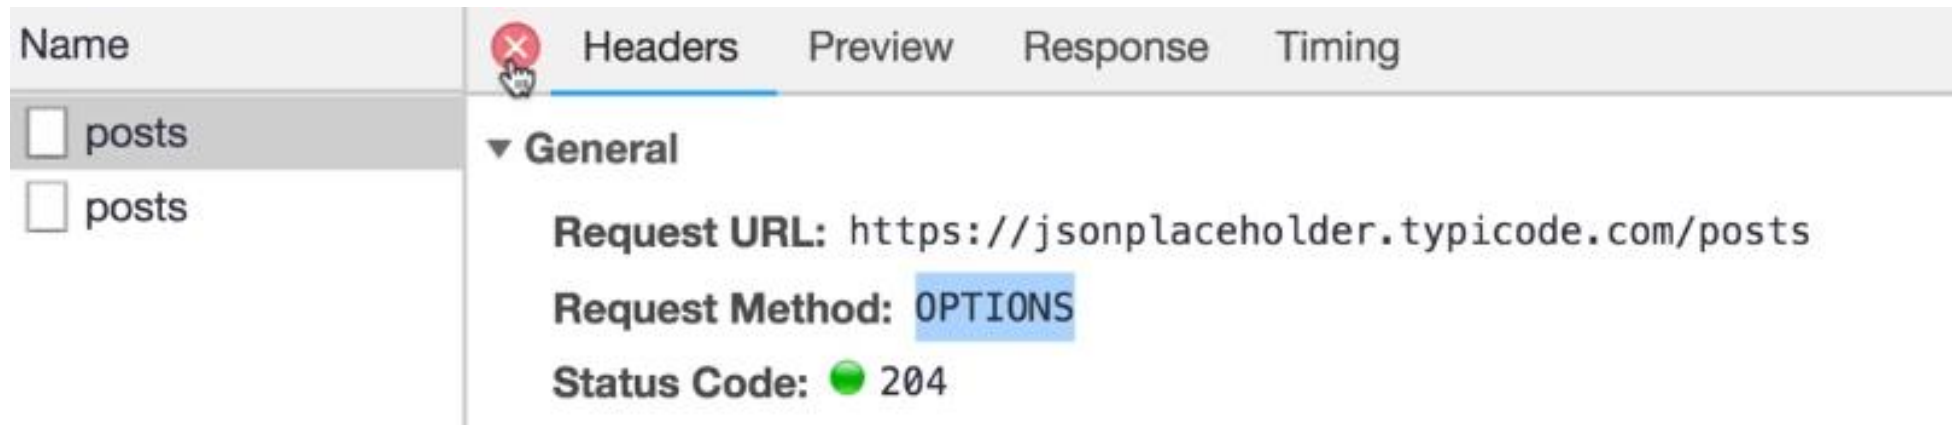 Name
Headers Preview Response Timing
posts
posts
General
Request URL: https://jsonplaceholder.typicode.com/posts
Request Method: OPTIONS
Status Code: 204